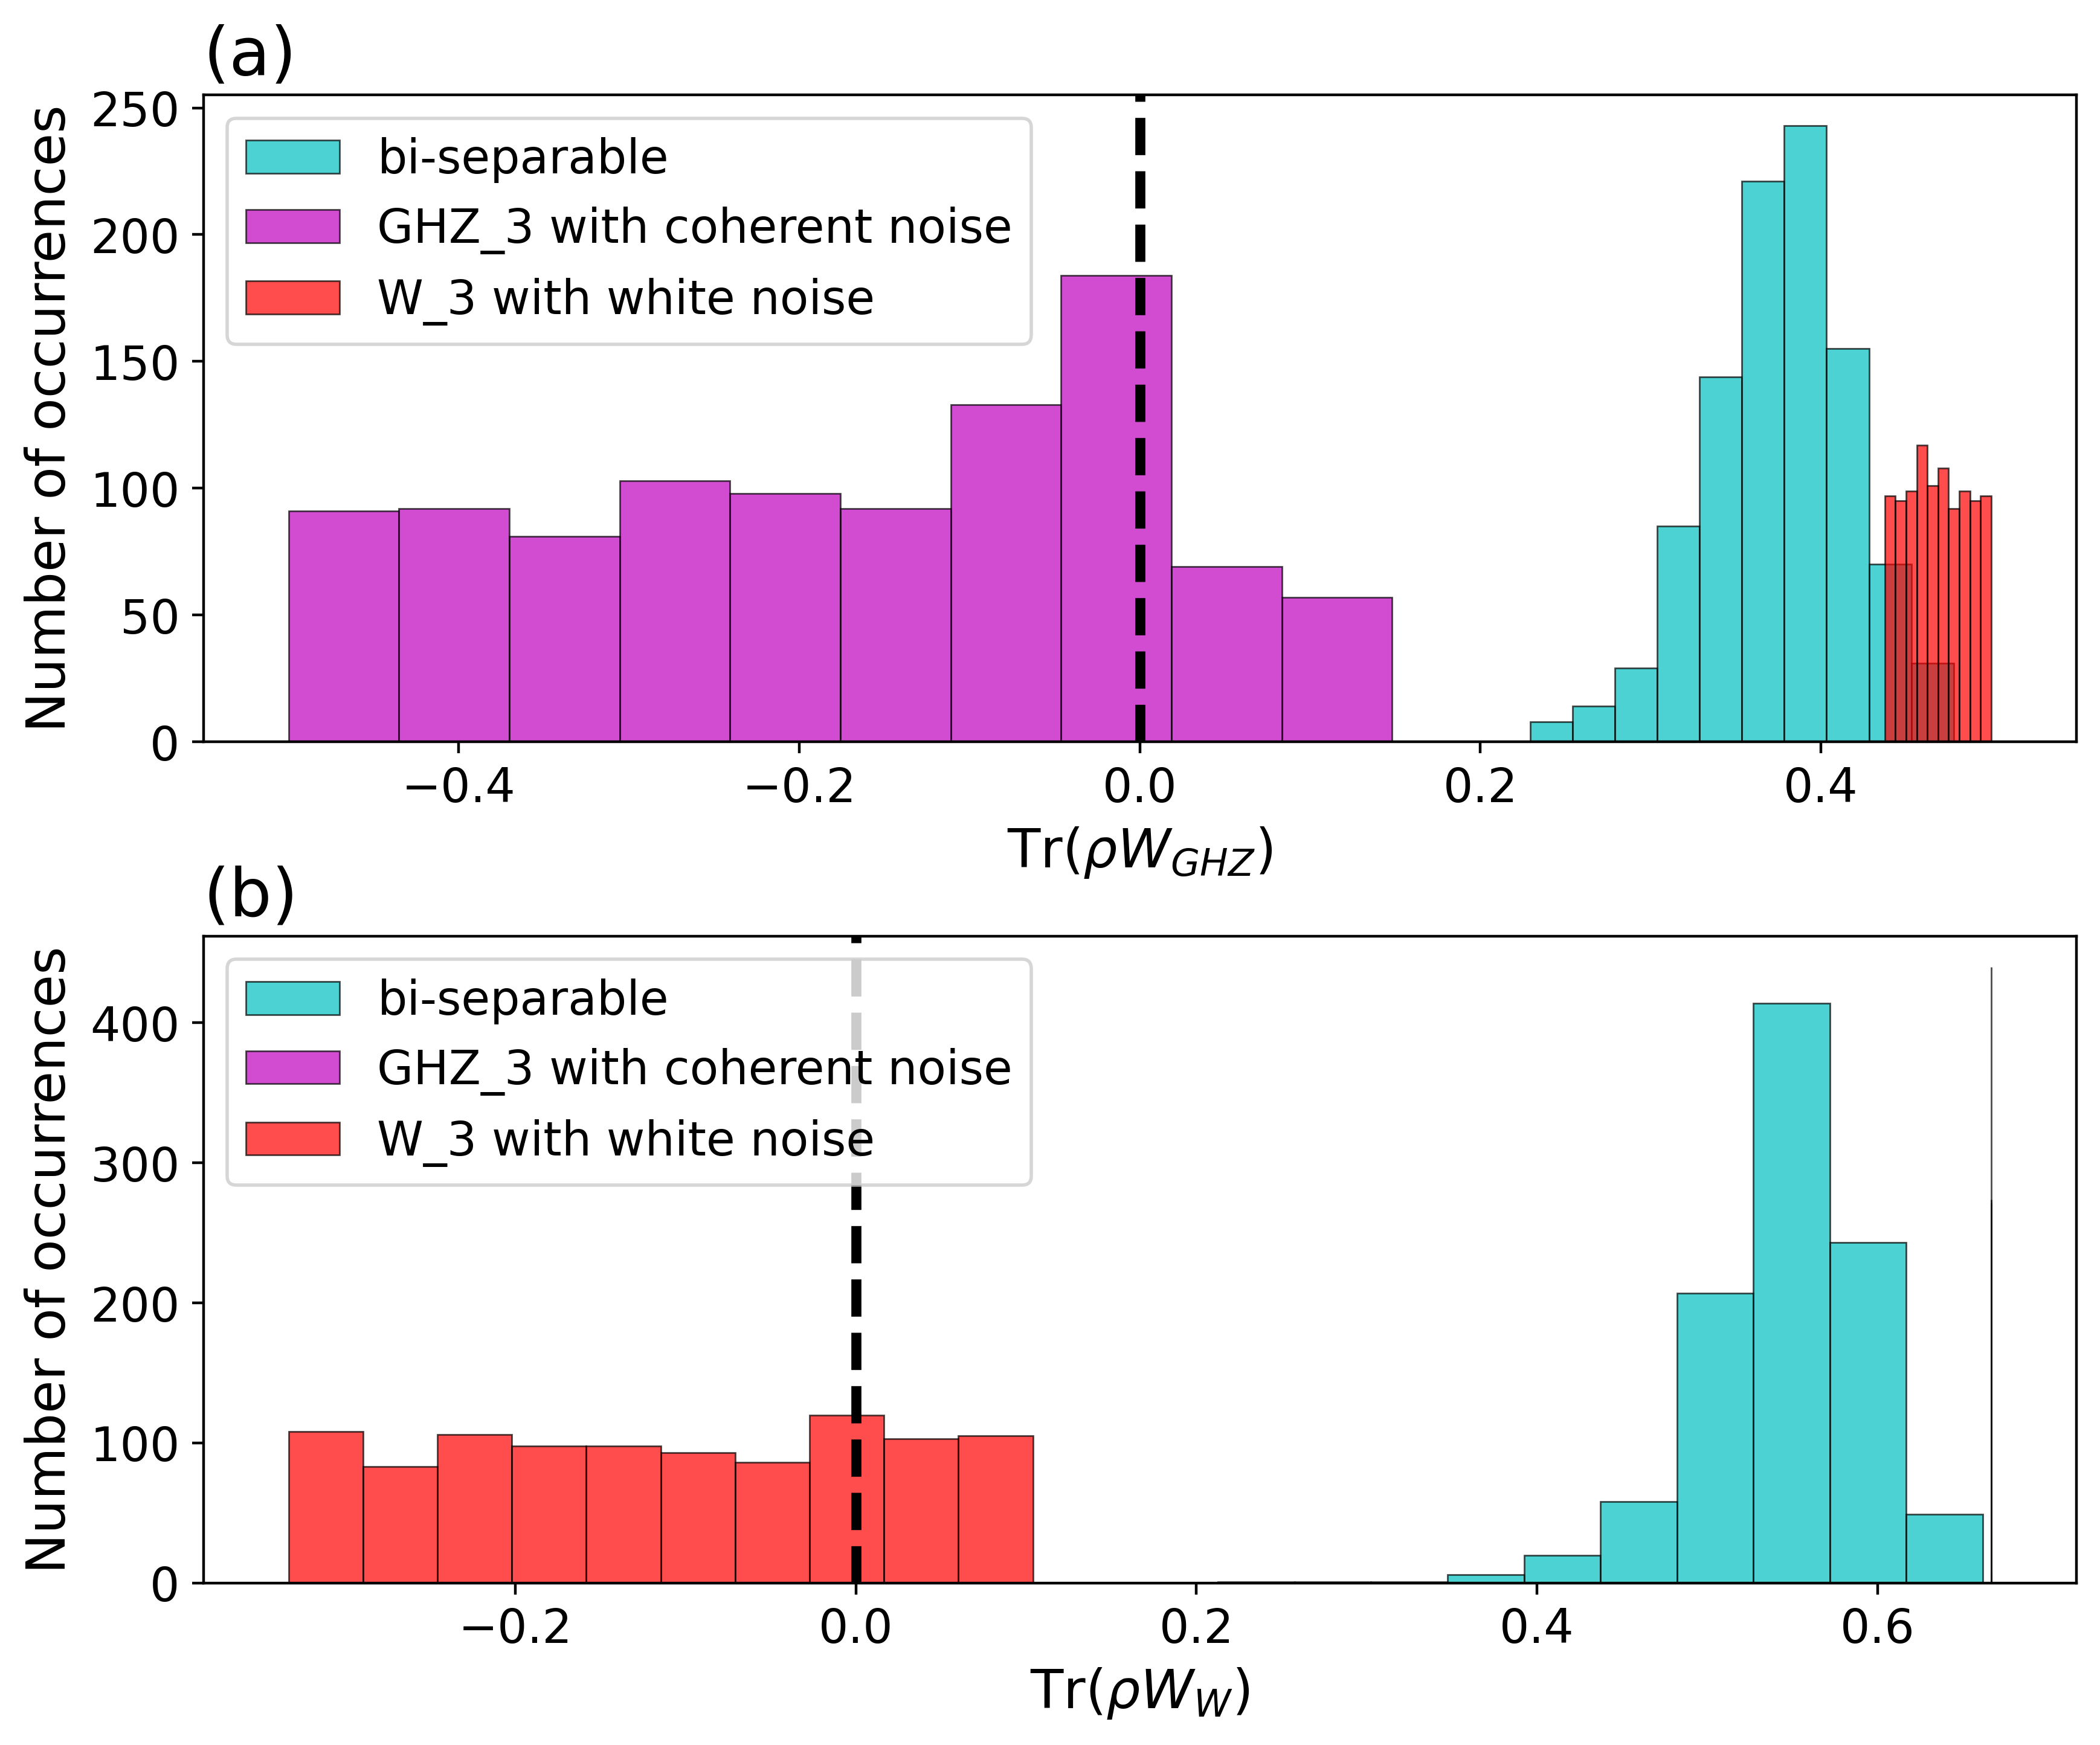 (a)
Number of occurrences
250
200
150
100
50
0
bi-separable
GHZ_3 with coherent noise
W_3 with white noise
−0.4 −0.2 0.0 0.2 0.4
Tr(ρW_{GHZ})
(b)
Number of occurrences
400
300
200
100
0
bi-separable
GHZ_3 with coherent noise
W_3 with white noise
−0.2 0.0 0.2 0.4 0.6
Tr(ρW_W)